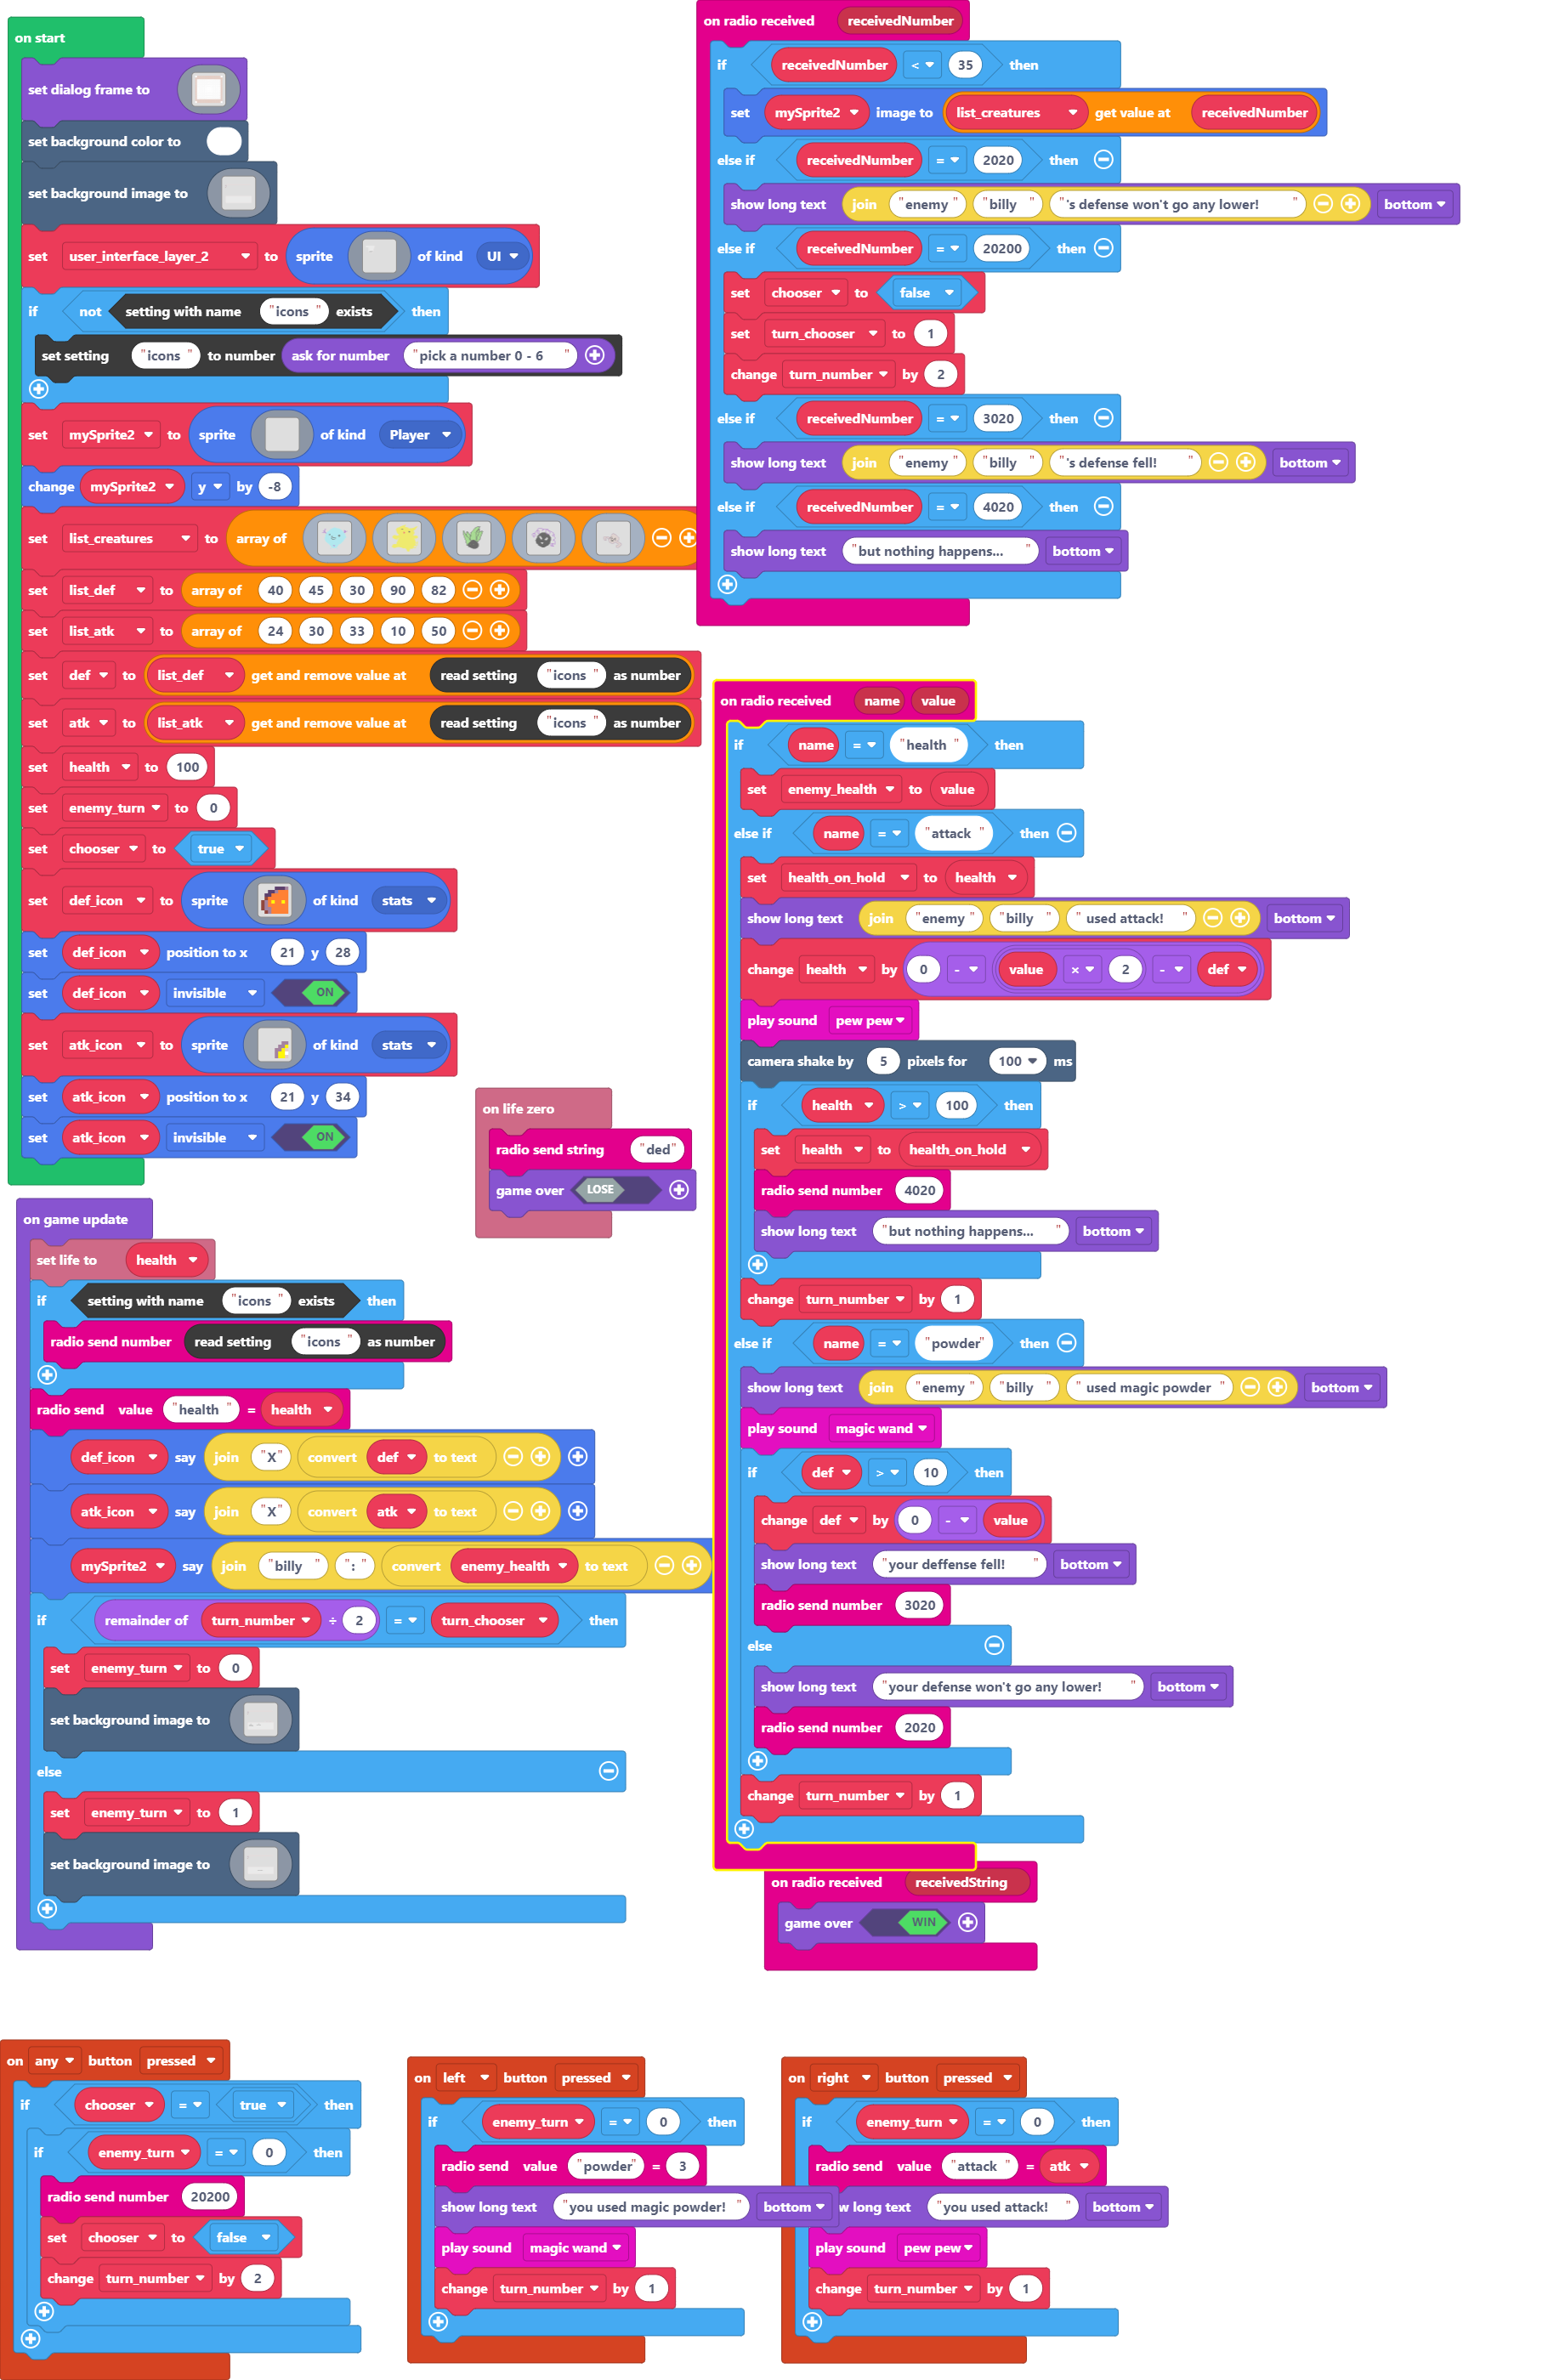 on start
set dialog frame to
set background color to
set background image to
set user_interface_layer_2 to sprite of kind UI
if not setting with name "icons" exists then
set setting "icons" to number ask for number "pick a number 0 - 6"
set mySprite2 to sprite of kind Player
change mySprite2 y by -8
set list_creatures to array of
set list_def to array of 40 45 30 90 82
set list_atk to array of 24 30 33 10 50
set def to list_def get and remove value at read setting "icons" as number
set atk to list_atk get and remove value at read setting "icons" as number
set health to 100
set enemy_turn to 0
set chooser to true
set def_icon to sprite of kind stats
set def_icon position to x 21 y 28
set def_icon invisible ON
set atk_icon to sprite of kind stats
set atk_icon position to x 21 y 34
set atk_icon invisible ON
on radio received receivedNumber
if receivedNumber < 35 then
set mySprite2 image to list_creatures get value at receivedNumber
else if receivedNumber = 2020 then
show long text join "enemy " "billy " "'s defense won't go any lower! " bottom
else if receivedNumber = 20200 then
set chooser to false
set turn_chooser to 1
change turn_number by 2
else if receivedNumber = 3020 then
show long text join "enemy " "billy " "'s defense fell! " bottom
else if receivedNumber = 4020 then
show long text "but nothing happens... " bottom
on life zero
radio send string "ded"
game over LOSE
on game update
set life to health
if setting with name "icons" exists then
radio send number read setting "icons" as number
radio send value "health " = health
def_icon say join "X" convert def to text
atk_icon say join "X" convert atk to text
mySprite2 say join "billy " ":" convert enemy_health to text
if remainder of turn_number ÷ 2 = turn_chooser then
set enemy_turn to 0
set background image to
else
set enemy_turn to 1
set background image to
on radio received name value
if name = "health " then
set enemy_health to value
else if name = "attack " then
set health_on_hold to health
show long text join "enemy " "billy " " used attack! " bottom
change health by 0 - value × 2 - def
play sound pew pew
camera shake by 5 pixels for 100 ms
if health > 100 then
set health to health_on_hold
radio send number 4020
show long text "but nothing happens... " bottom
change turn_number by 1
else if name = "powder" then
show long text join "enemy " "billy " " used magic powder " bottom
play sound magic wand
if def > 10 then
change def by 0 - value
show long text "your deffense fell! " bottom
radio send number 3020
else
show long text "your defense won't go any lower! " bottom
radio send number 2020
change turn_number by 1
on radio received receivedString
game over WIN
on any button pressed
if chooser = true then
if enemy_turn = 0 then
radio send number 20200
set chooser to false
change turn_number by 2
on left button pressed
if enemy_turn = 0 then
radio send value "powder" = 3
show long text "you used magic powder! " bottom
play sound magic wand
change turn_number by 1
on right button pressed
if enemy_turn = 0 then
radio send value "attack " = atk
w long text "you used attack! " bottom
play sound pew pew
change turn_number by 1